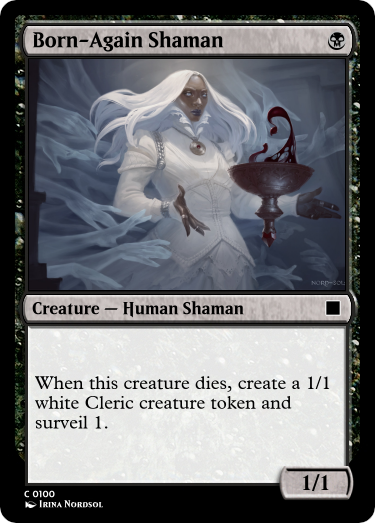 Born-Again Shaman
NORDSOL
Creature — Human Shaman
When this creature dies, create a 1/1
white Cleric creature token and
surveil 1.
1/1
C 0100
Irina Nordsol